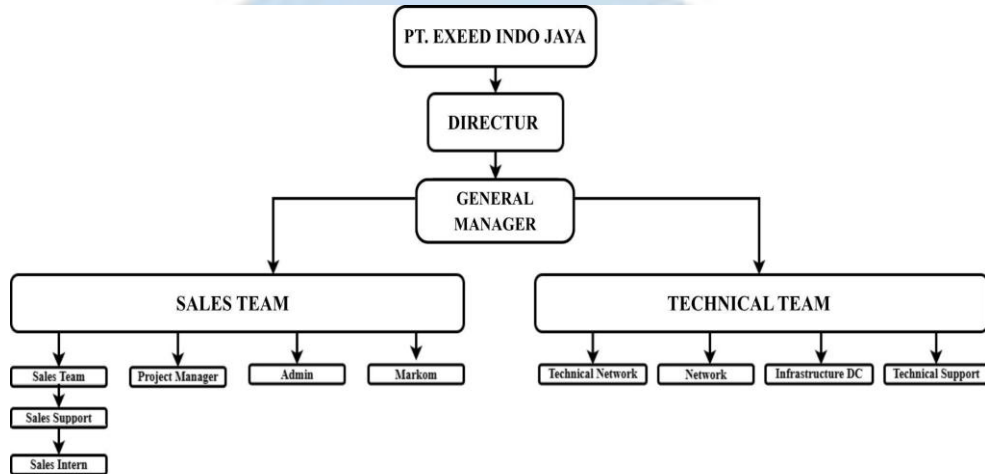 PT. EXEED INDO JAYA
DIRECTUR
GENERAL
MANAGER
SALES TEAM
TECHNICAL TEAM
Sales Team
Project Manager
Admin
Markom
Technical Network
Network
Infrastructure DC
Technical Support
Sales Support
Sales Intern